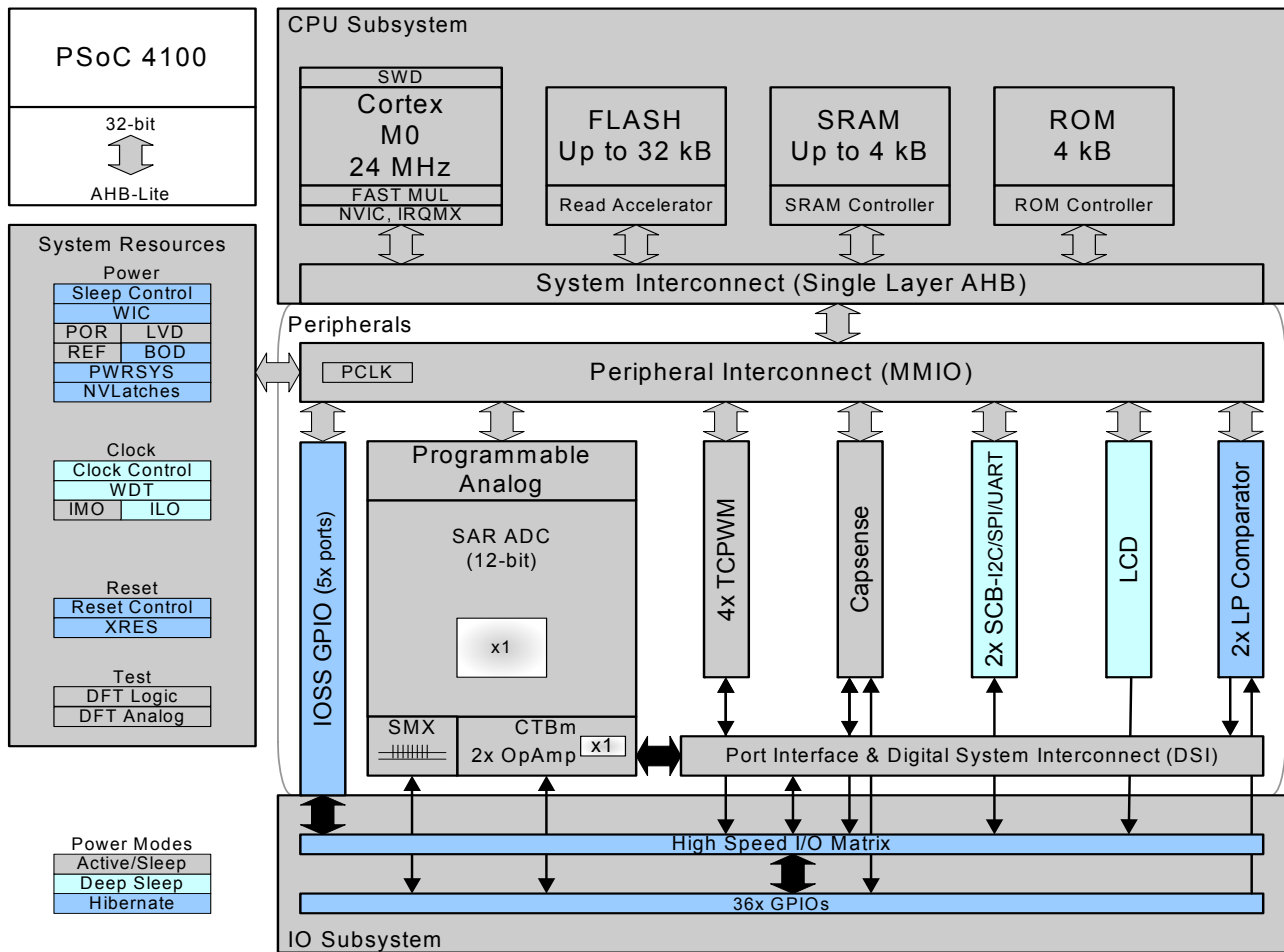 PSoC 4100
32-bit
AHB-Lite
CPU Subsystem
SWD
Cortex
M0
24 MHz
FAST MUL
NVIC, IRQMX
FLASH
Up to 32 kB
Read Accelerator
SRAM
Up to 4 kB
SRAM Controller
ROM
4 kB
ROM Controller
System Interconnect (Single Layer AHB)
System Resources
Power
Sleep Control
WIC
POR LVD
REF BOD
PWRSYS
NVLatches
Clock
Clock Control
WDT
IMO ILO
Reset
Reset Control
XRES
Test
DFT Logic
DFT Analog
Peripherals
PCLK
Peripheral Interconnect (MMIO)
IOSS GPIO (5x ports)
Programmable
Analog
SAR ADC
(12-bit)
x1
SMX
CTBm
2x OpAmp
x1
4x TCPWM
Capsense
2x SCB-I2C/SPI/UART
LCD
2x LP Comparator
Port Interface & Digital System Interconnect (DSI)
High Speed I/O Matrix
36x GPIOs
IO Subsystem
Power Modes
Active/Sleep
Deep Sleep
Hibernate